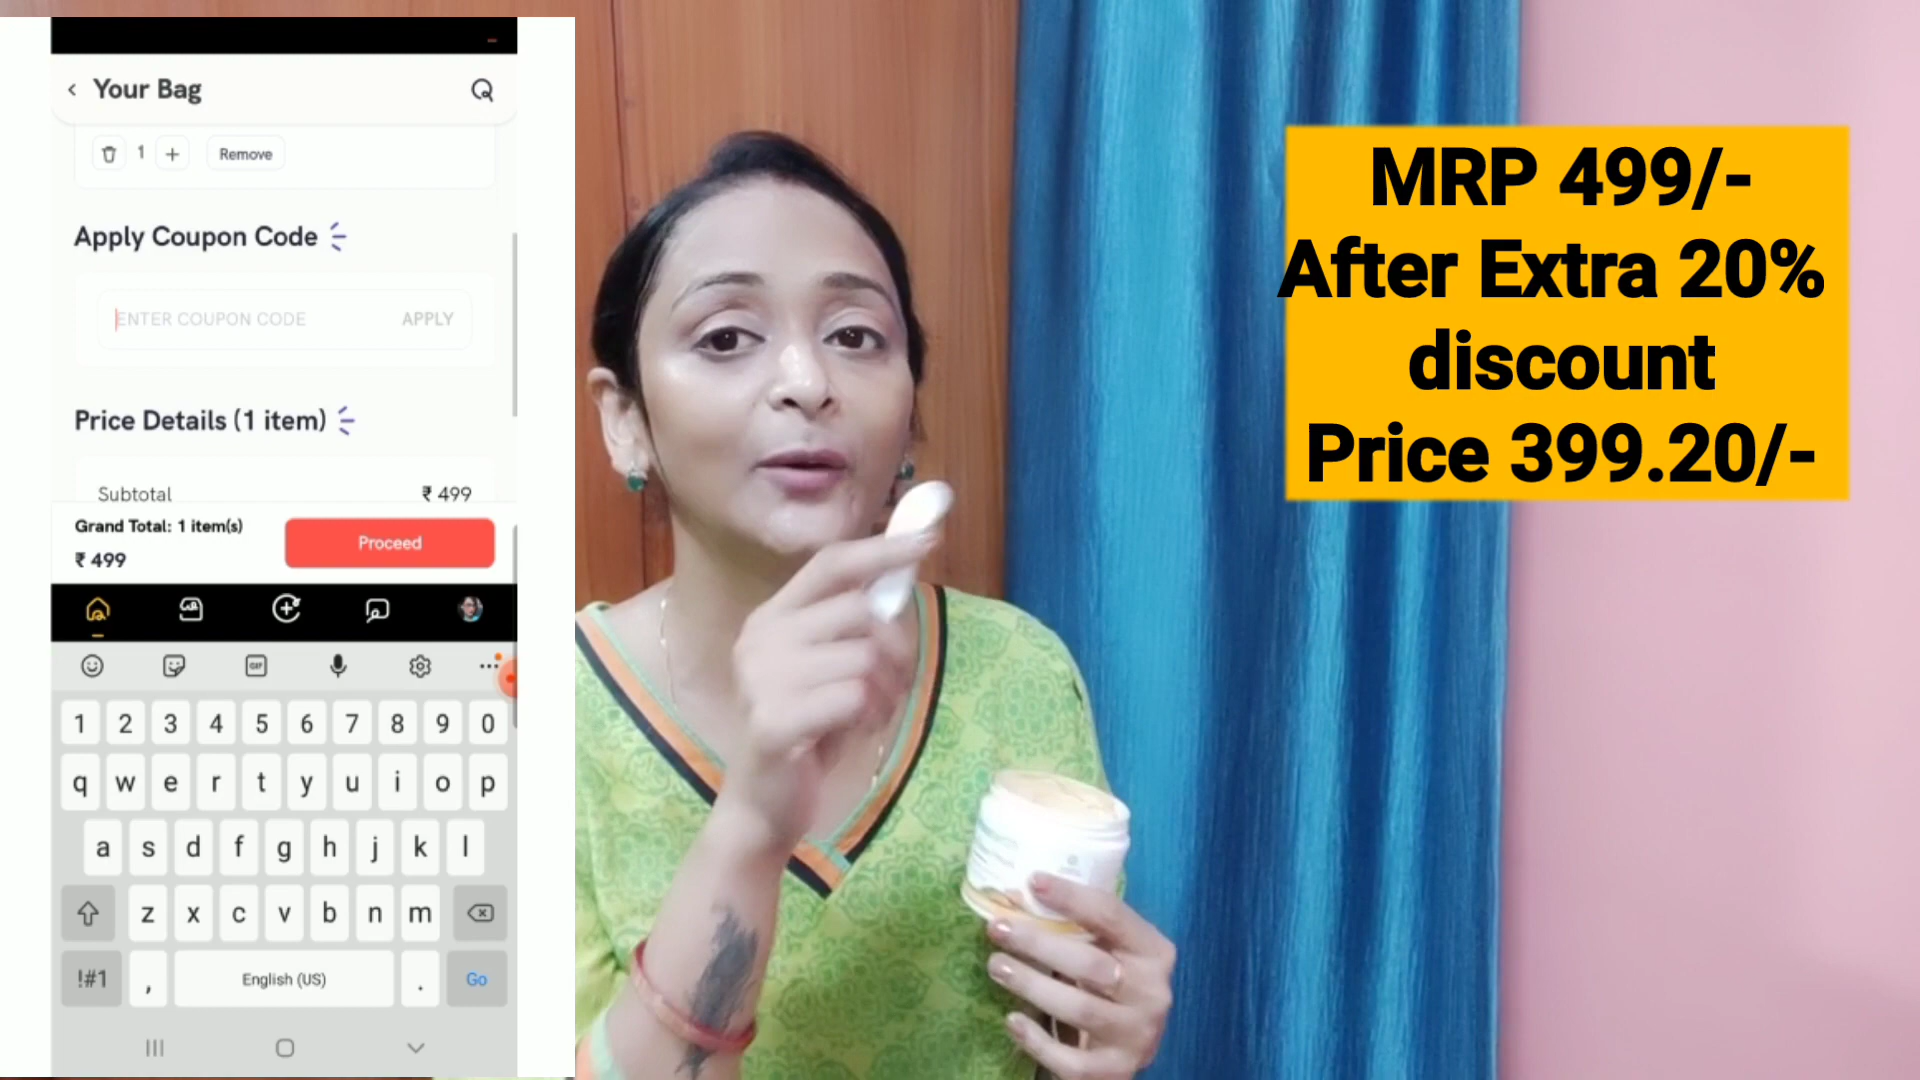 Your Bag
1 + Remove
Apply Coupon Code
ENTER COUPON CODE APPLY
Price Details (1 item)
Subtotal ₹ 499
Grand Total: 1 item(s)
₹ 499
Proceed
GIF
1 2 3 4 5 6 7 8 9 0
q w e r t y u i o p
a s d f g h j k l
z x c v b n m
!#1 , English (US) . Go
MRP 499/-
After Extra 20%
discount
Price 399.20/-